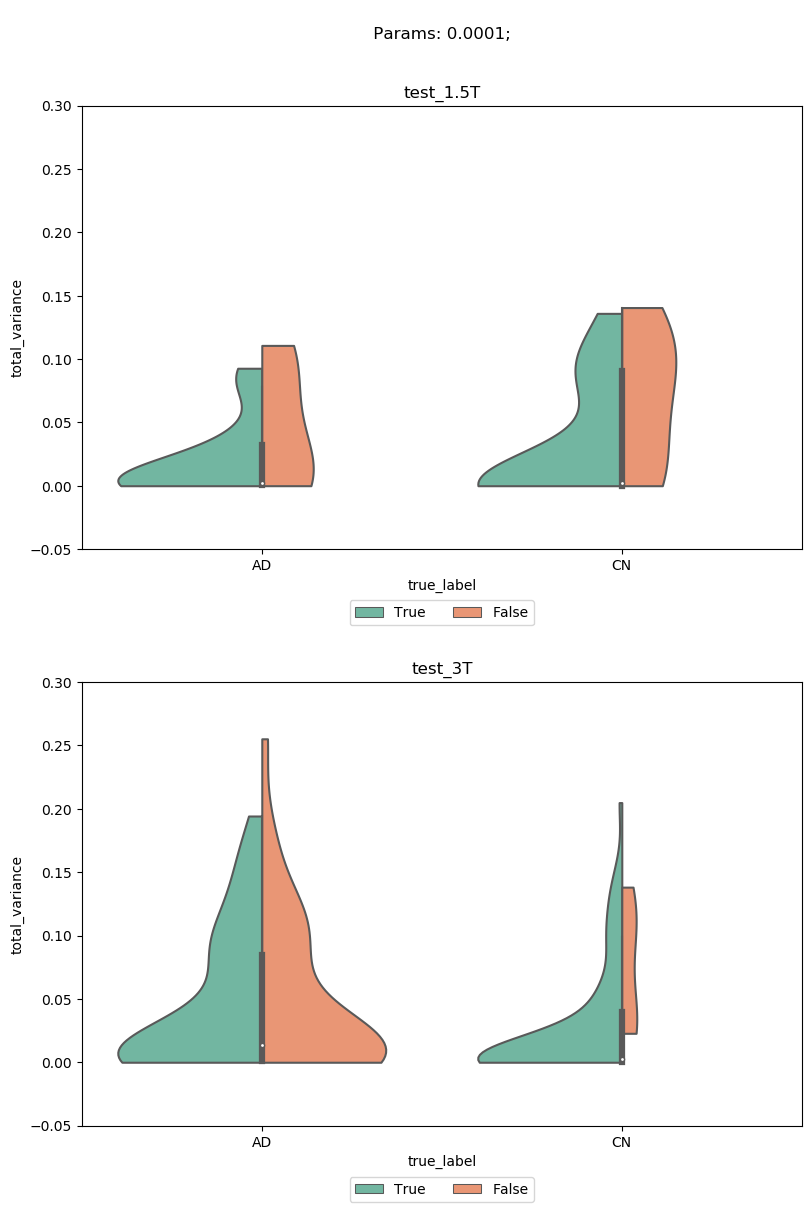 Params: 0.0001;
test_1.5T
0.30
0.25
0.20
0.15
0.10
0.05
0.00
−0.05
total_variance
AD CN
true_label
True False
test_3T
0.30
0.25
0.20
0.15
0.10
0.05
0.00
−0.05
total_variance
AD CN
true_label
True False